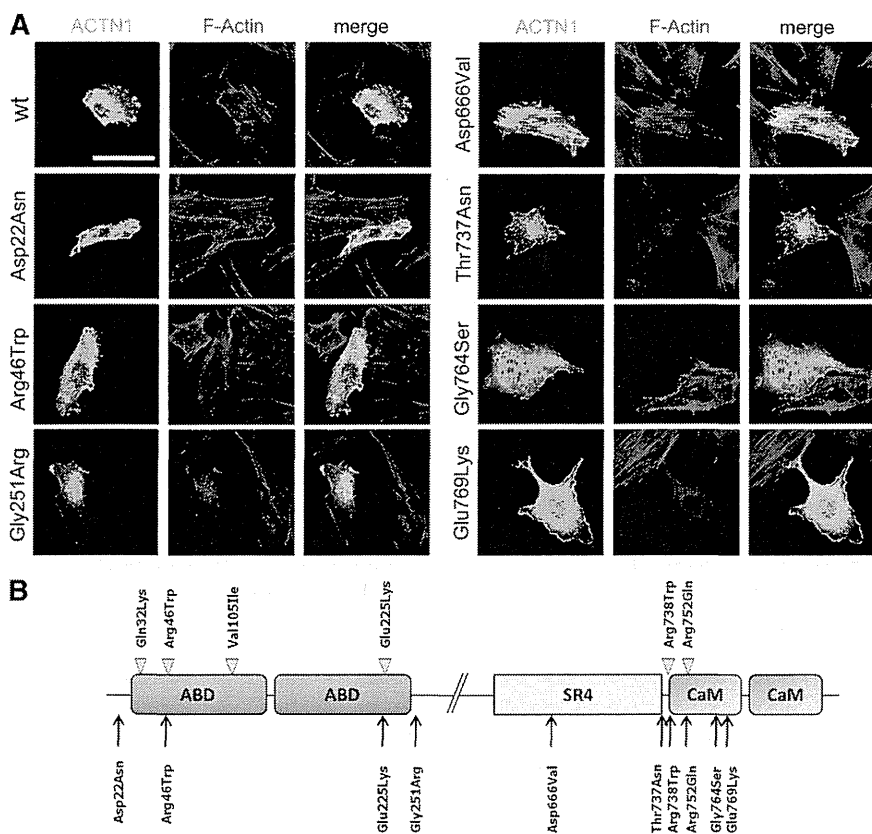 A
ACTN1 F-Actin merge ACTN1 F-Actin merge
wt
Asp22Asn
Arg46Trp
Gly251Arg
Asp666Val
Thr737Asn
Gly764Ser
Glu769Lys
B
Gln32Lys Arg46Trp Val105Ile Glu225Lys Arg738Trp Arg752Gln
ABD ABD // SR4 CaM CaM
Asp22Asn Arg46Trp Glu225Lys Gly251Arg Asp666Val Thr737Asn Arg738Trp Arg752Gln Gly764Ser Glu769Lys